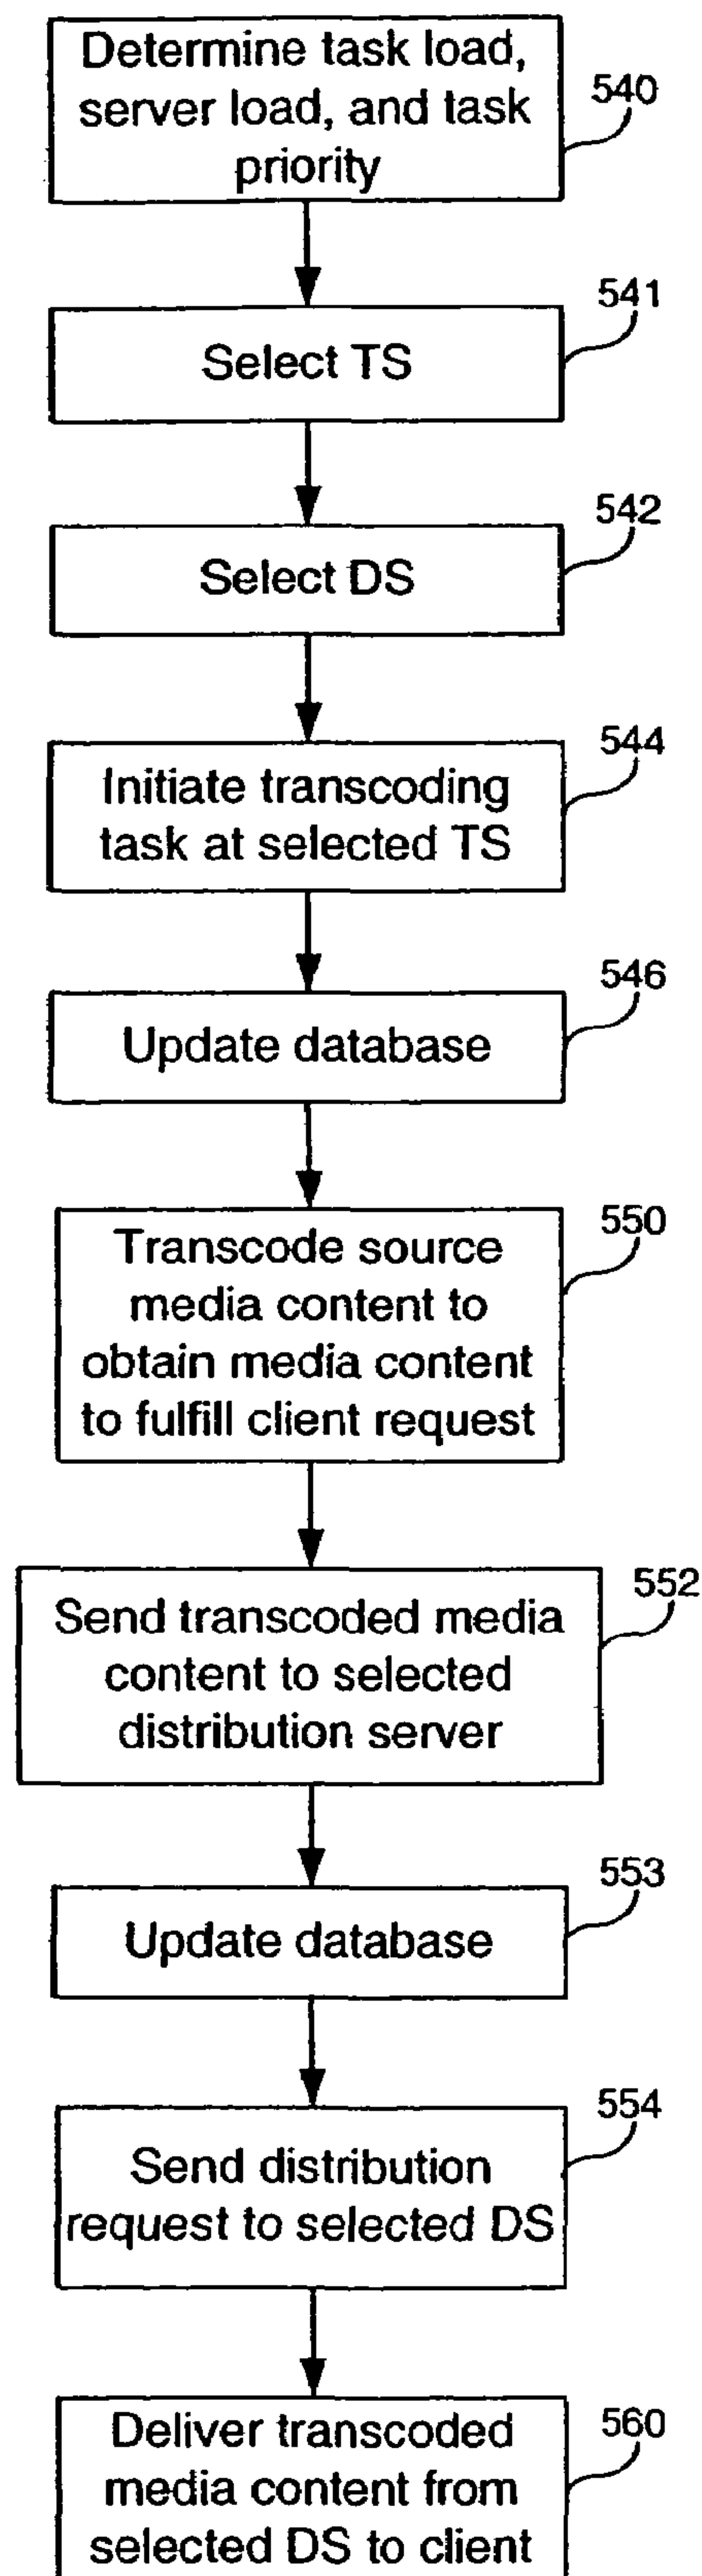 Determine task load,
server load, and task
priority
540
541
Select TS
542
Select DS
544
Initiate transcoding
task at selected TS
546
Update database
550
Transcode source
media content to
obtain media content
to fulfill client request
552
Send transcoded media
content to selected
distribution server
553
Update database
554
Send distribution
request to selected DS
560
Deliver transcoded
media content from
selected DS to client